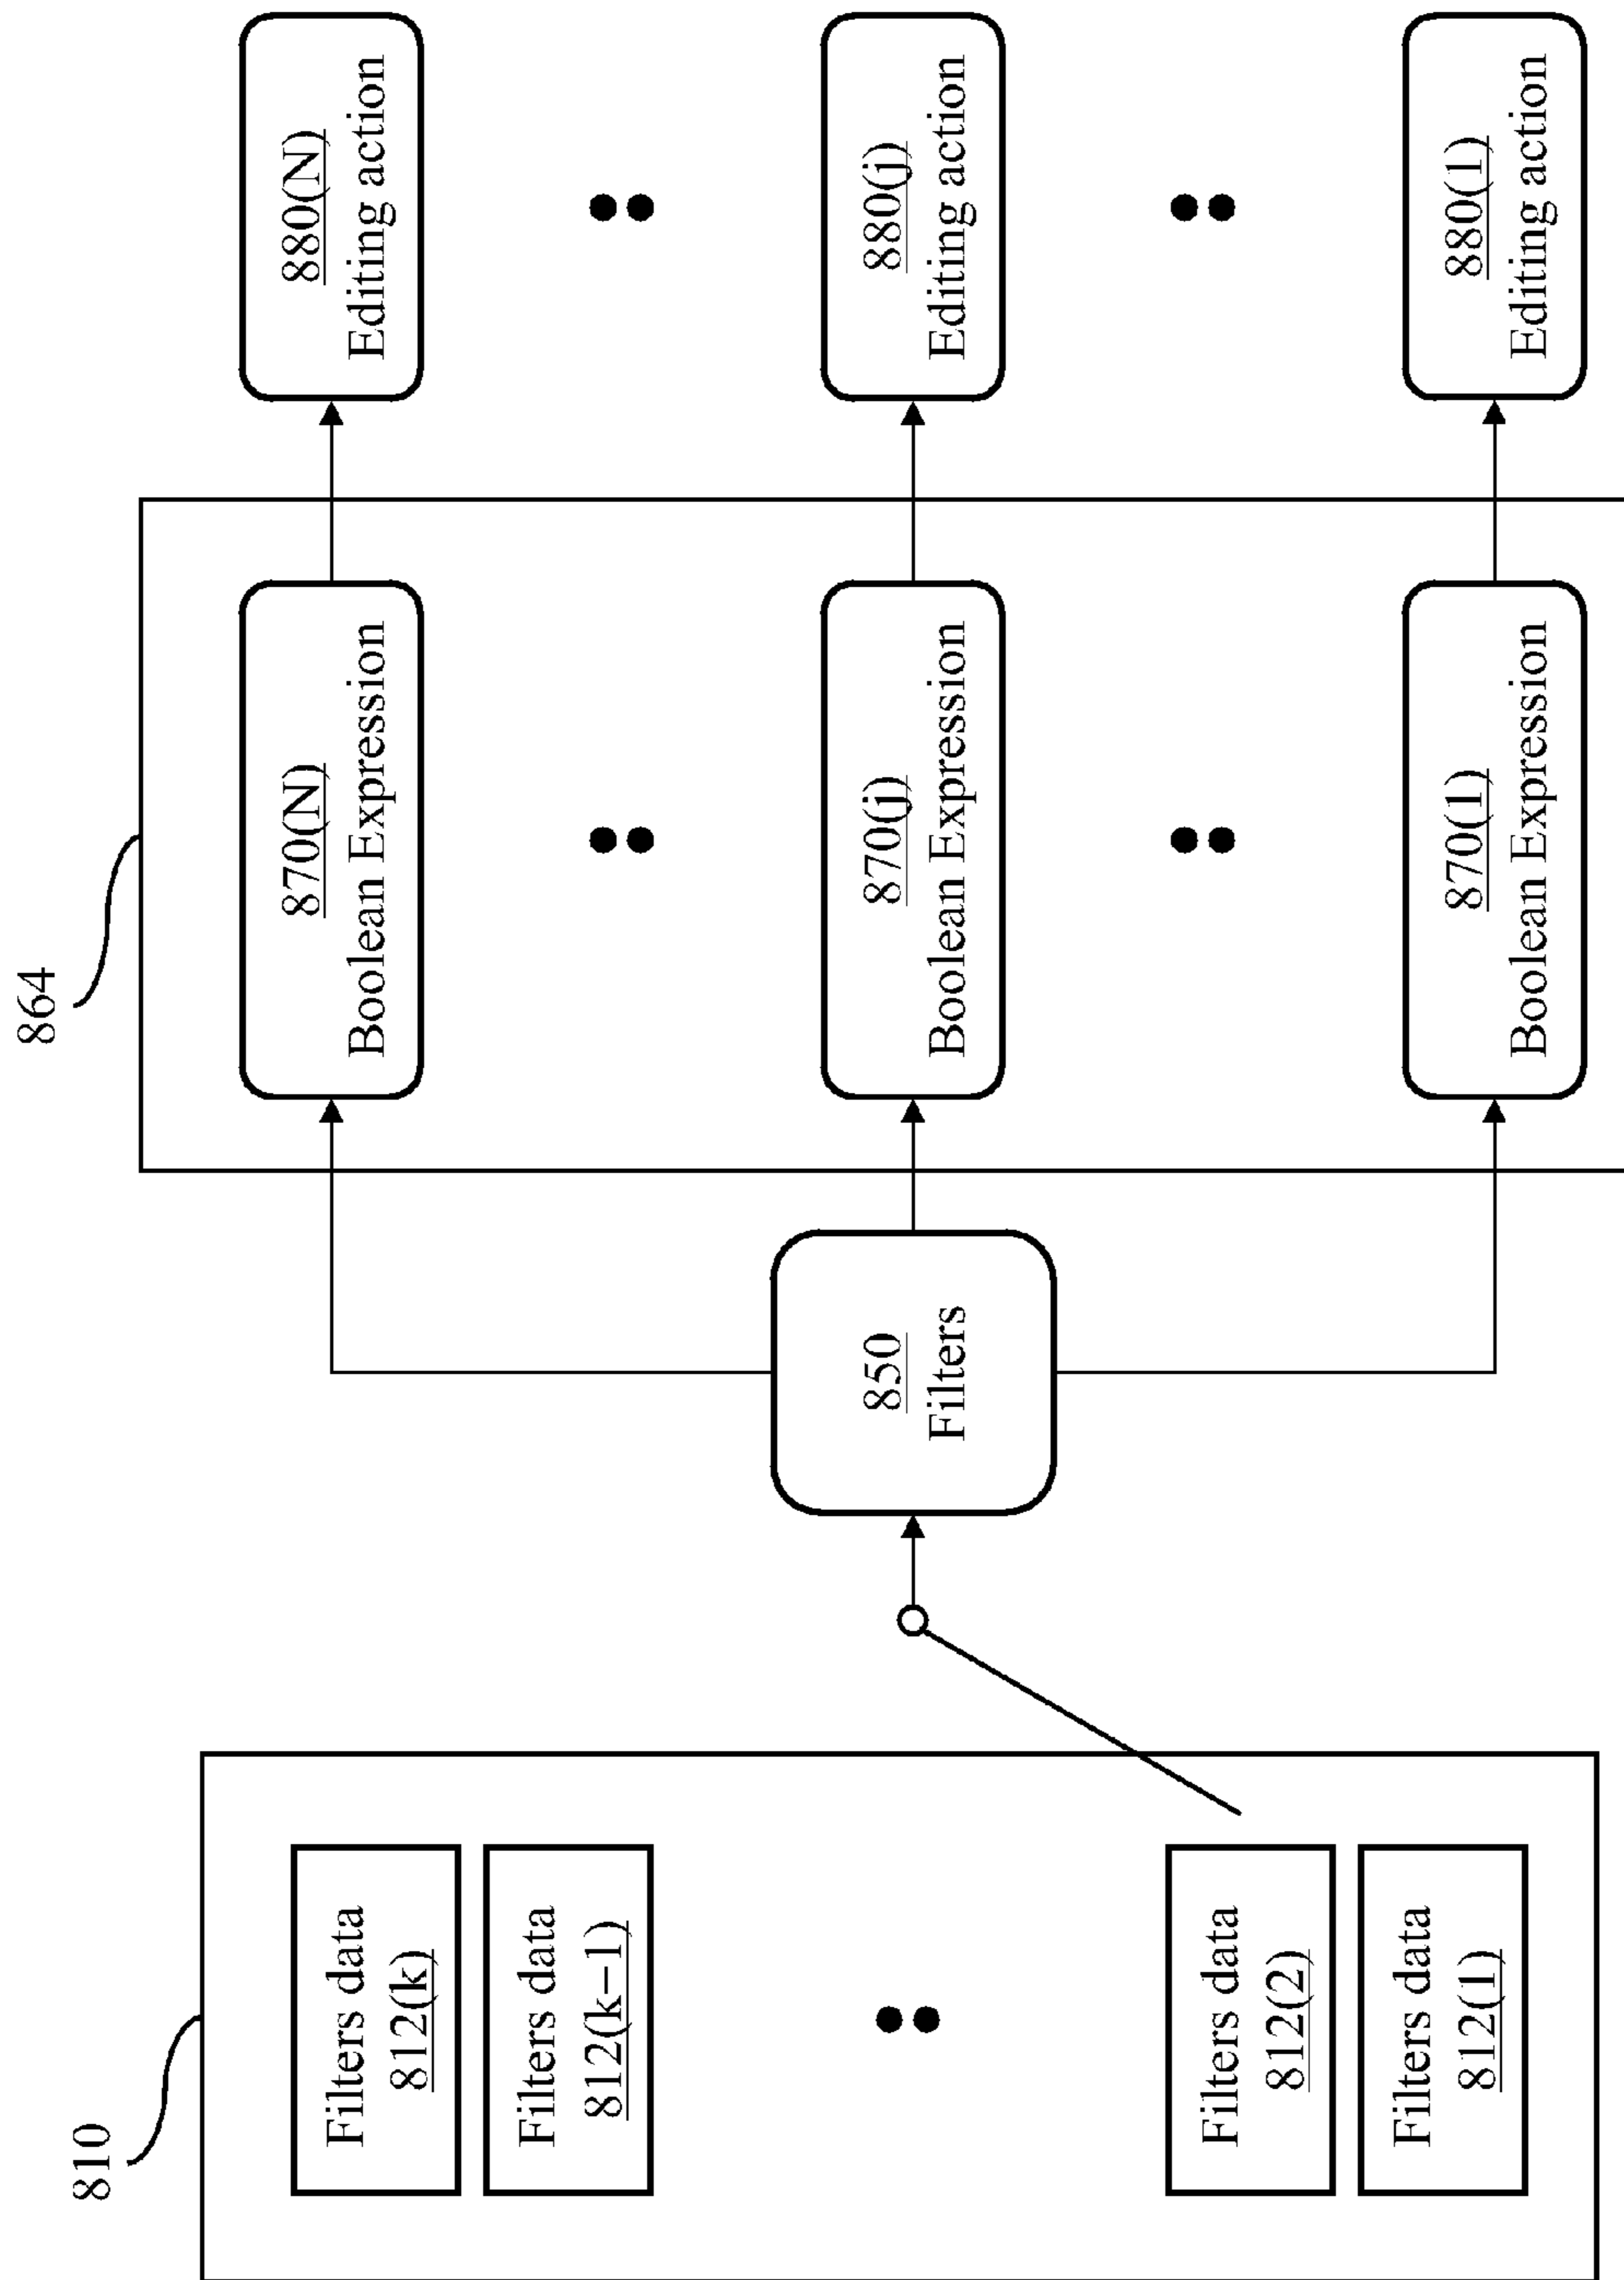 810
Filters data
812(k)
Filters data
812(k−1)
Filters data
812(2)
Filters data
812(1)
850
Filters
864
870(N)
Boolean Expression
870(j)
Boolean Expression
870(1)
Boolean Expression
880(N)
Editing action
880(j)
Editing action
880(1)
Editing action